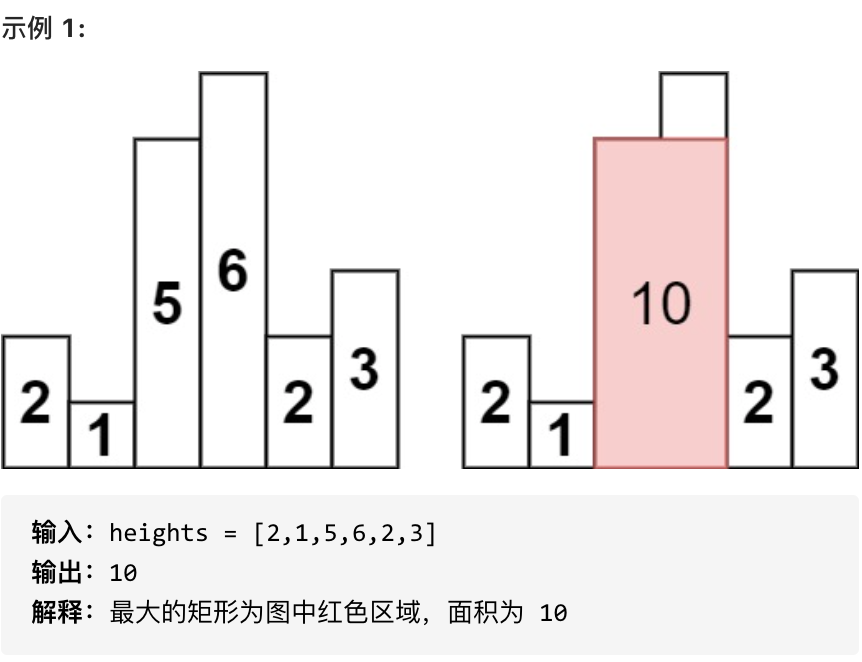 示例 1:
2 1 5 6 2 3
2 1 10 2 3
输入：heights = [2,1,5,6,2,3]
输出：10
解释：最大的矩形为图中红色区域，面积为 10